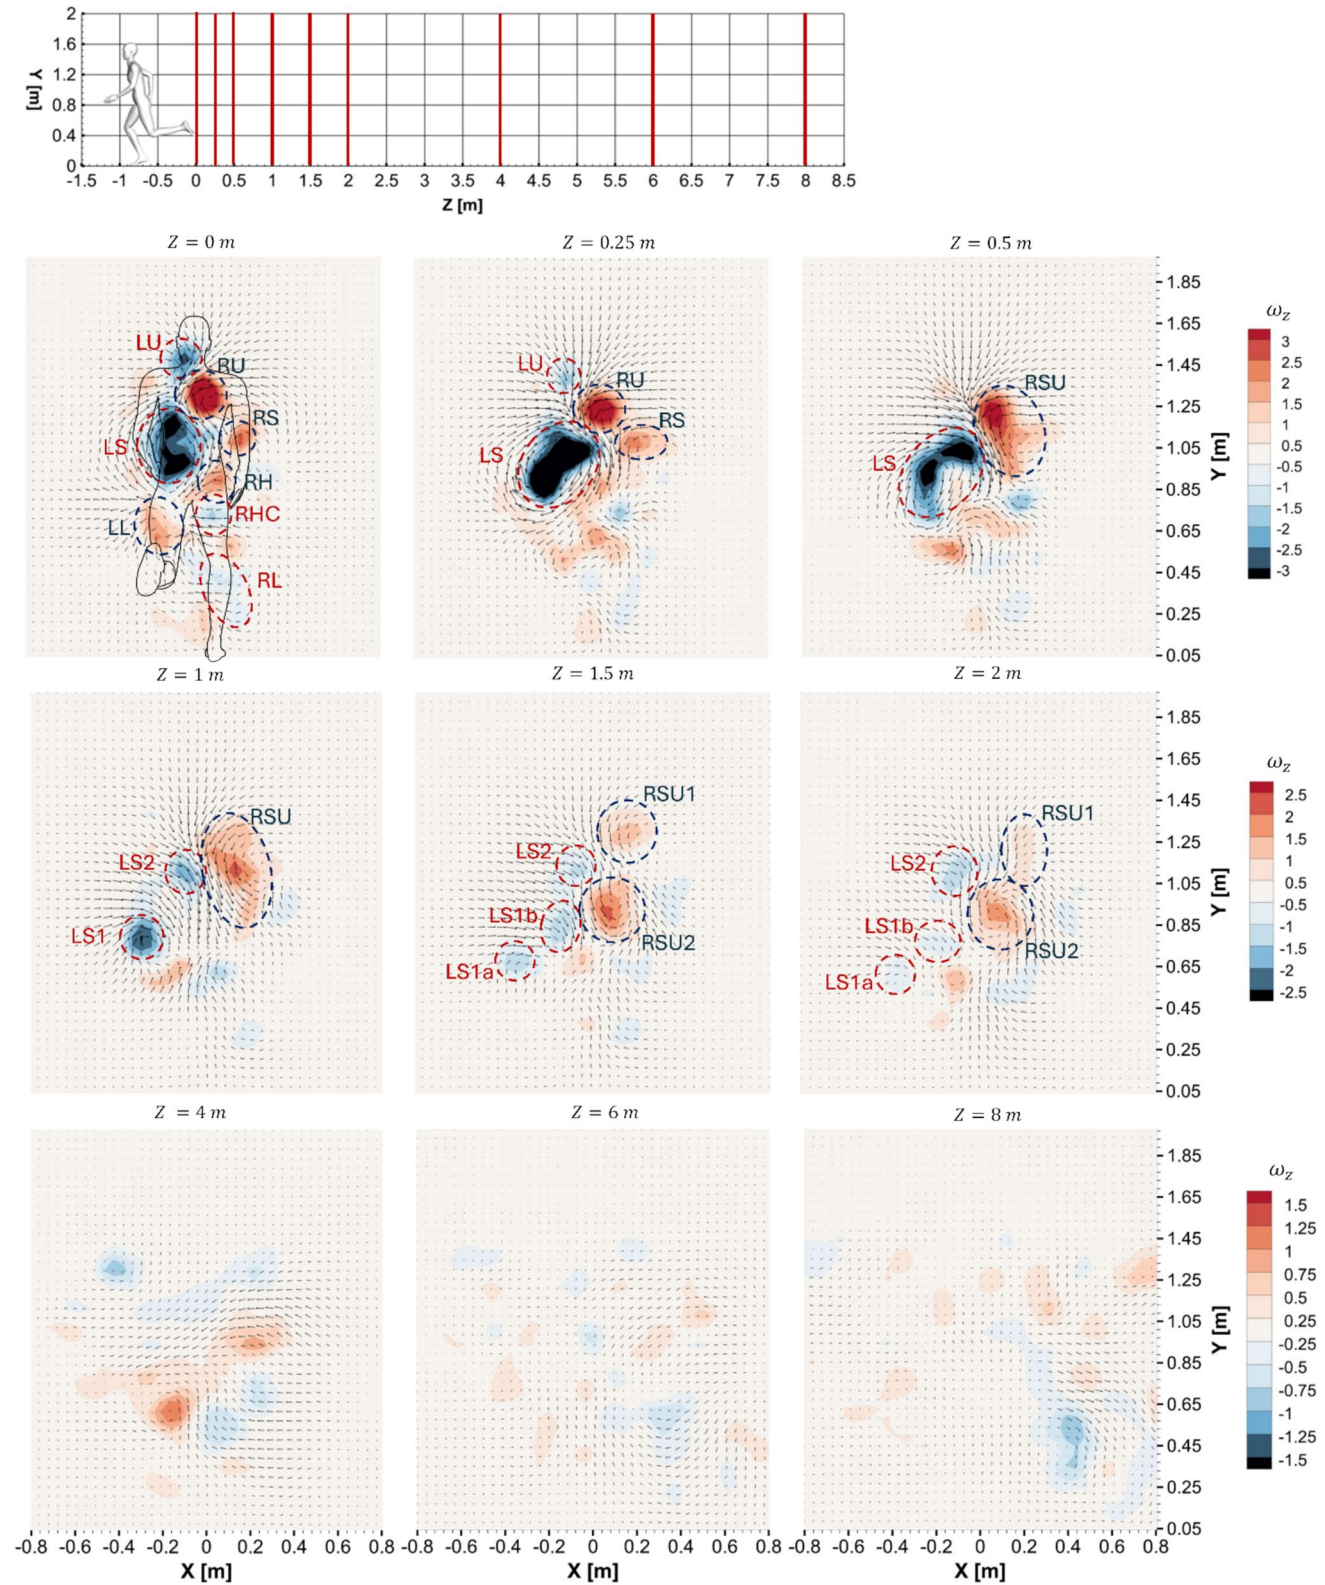 2
1.6
1.2
0.8
0.4
0
Y [m]
-1.5 -1 -0.5 0 0.5 1 1.5 2 2.5 3 3.5 4 4.5 5 5.5 6 6.5 7 7.5 8 8.5
Z [m]
Z = 0 m
Z = 0.25 m
Z = 0.5 m
LU
RU
RS
LS
RH
RHC
LL
RL
LU
RU
RS
LS
RSU
LS
1.85
1.65
1.45
1.25
1.05
0.85
0.65
0.45
0.25
0.05
Y [m]
ω_z
3
2.5
2
1.5
1
0.5
-0.5
-1
-1.5
-2
-2.5
-3
Z = 1 m
Z = 1.5 m
Z = 2 m
RSU
LS2
LS1
RSU1
LS2
LS1b
RSU2
LS1a
RSU1
LS2
LS1b
RSU2
LS1a
1.85
1.65
1.45
1.25
1.05
0.85
0.65
0.45
0.25
0.05
Y [m]
ω_z
2.5
2
1.5
1
0.5
-0.5
-1
-1.5
-2
-2.5
Z = 4 m
Z = 6 m
Z = 8 m
1.85
1.65
1.45
1.25
1.05
0.85
0.65
0.45
0.25
0.05
Y [m]
ω_z
1.5
1.25
1
0.75
0.5
0.25
-0.25
-0.5
-0.75
-1
-1.25
-1.5
-0.8 -0.6 -0.4 -0.2 0 0.2 0.4 0.6 0.8
X [m]
-0.8 -0.6 -0.4 -0.2 0 0.2 0.4 0.6
X [m]
-0.8 -0.6 -0.4 -0.2 0 0.2 0.4 0.6 0.8
X [m]